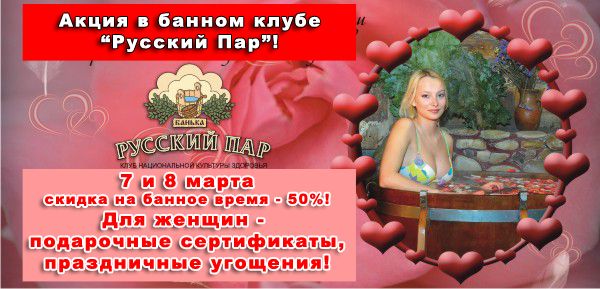 Акция в банном клубе
“Русский Пар”!
БАНЬКА
РУССКИЙ ПАР
КЛУБ НАЦИОНАЛЬНОЙ КУЛЬТУРЫ ЗДОРОВЬЯ
7 и 8 марта
скидка на банное время - 50%!
Для женщин -
подарочные сертификаты,
праздничные угощения!